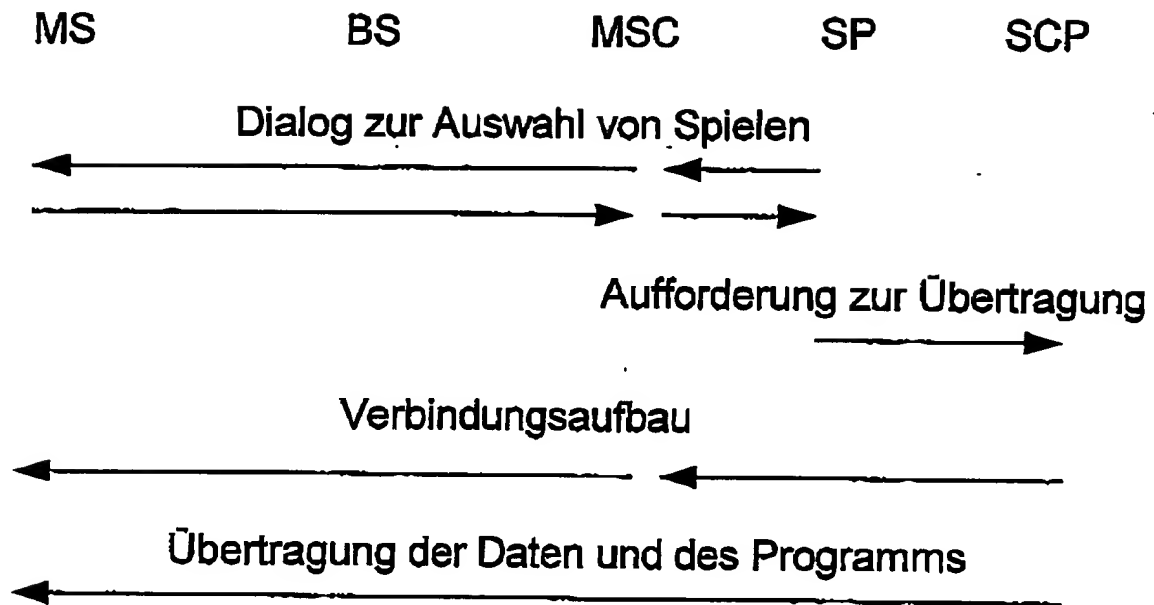 MS BS MSC SP SCP
Dialog zur Auswahl von Spielen
Aufforderung zur Übertragung
Verbindungsaufbau
Übertragung der Daten und des Programms